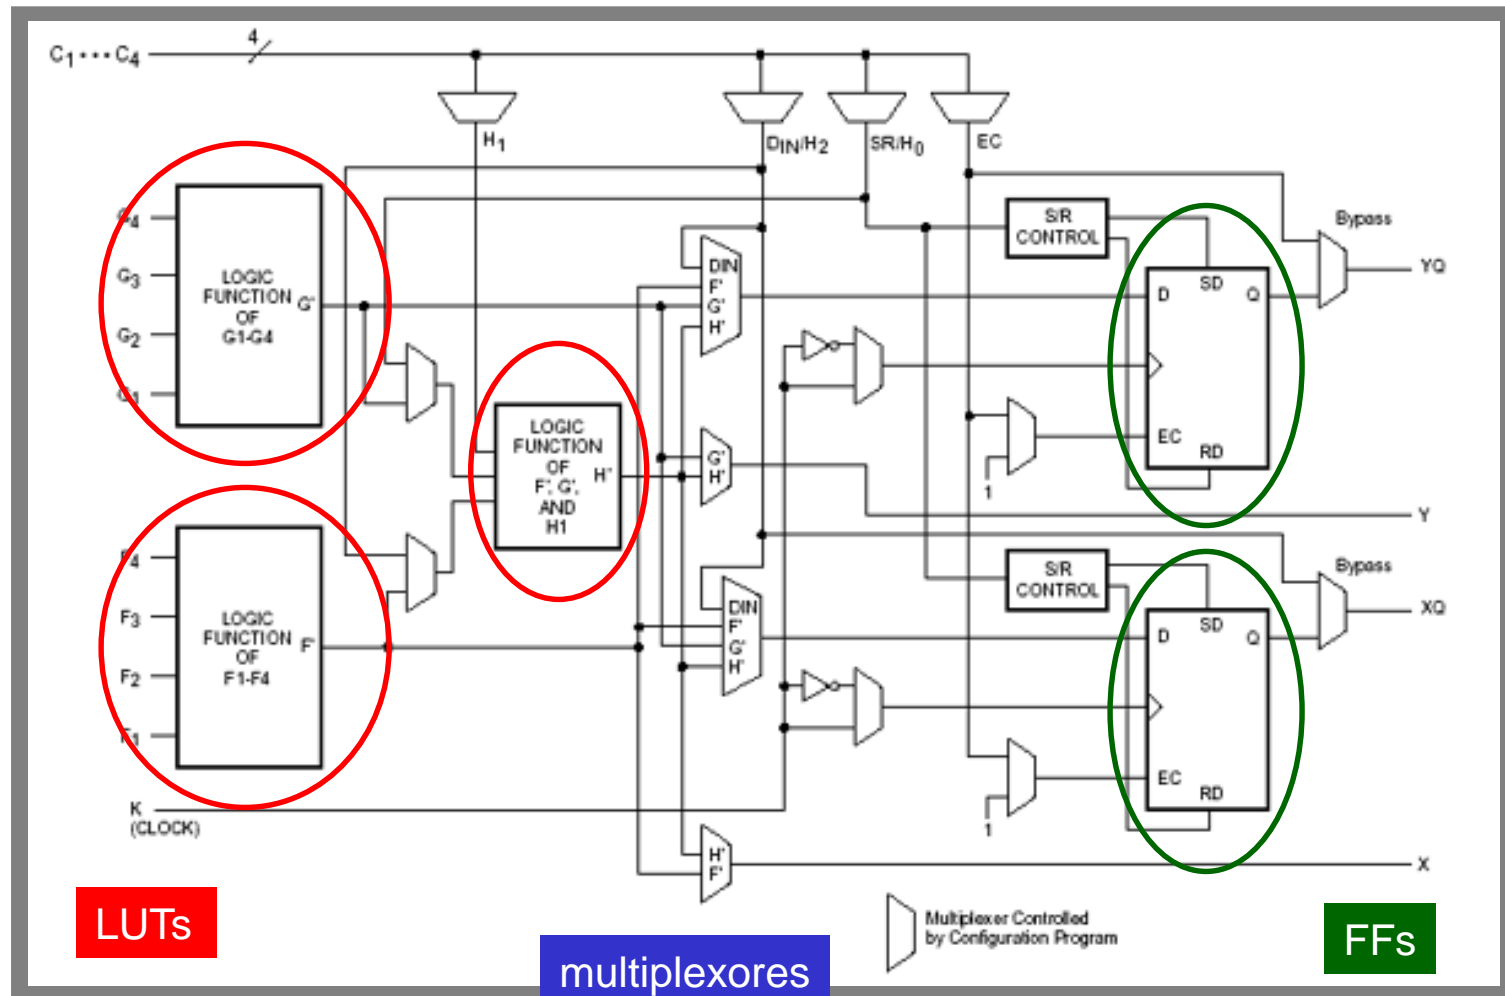 C1 ••• C4
4
H1
DIN/H2
SR/H0
EC
G4
G3
G2
G1
LOGIC
FUNCTION
OF
G1-G4
G'
DIN
F'
G'
H'
S/R
CONTROL
D
SD
Q
EC
RD
1
Bypass
YQ
LOGIC
FUNCTION
OF
F', G',
AND
H1
H'
G'
H'
Y
F4
F3
F2
F1
LOGIC
FUNCTION
OF
F1-F4
F'
DIN
F'
G'
H'
S/R
CONTROL
D
SD
Q
EC
RD
1
Bypass
XQ
K
(CLOCK)
H'
F'
X
LUTs
multiplexores
Multiplexer Controlled
by Configuration Program
FFs